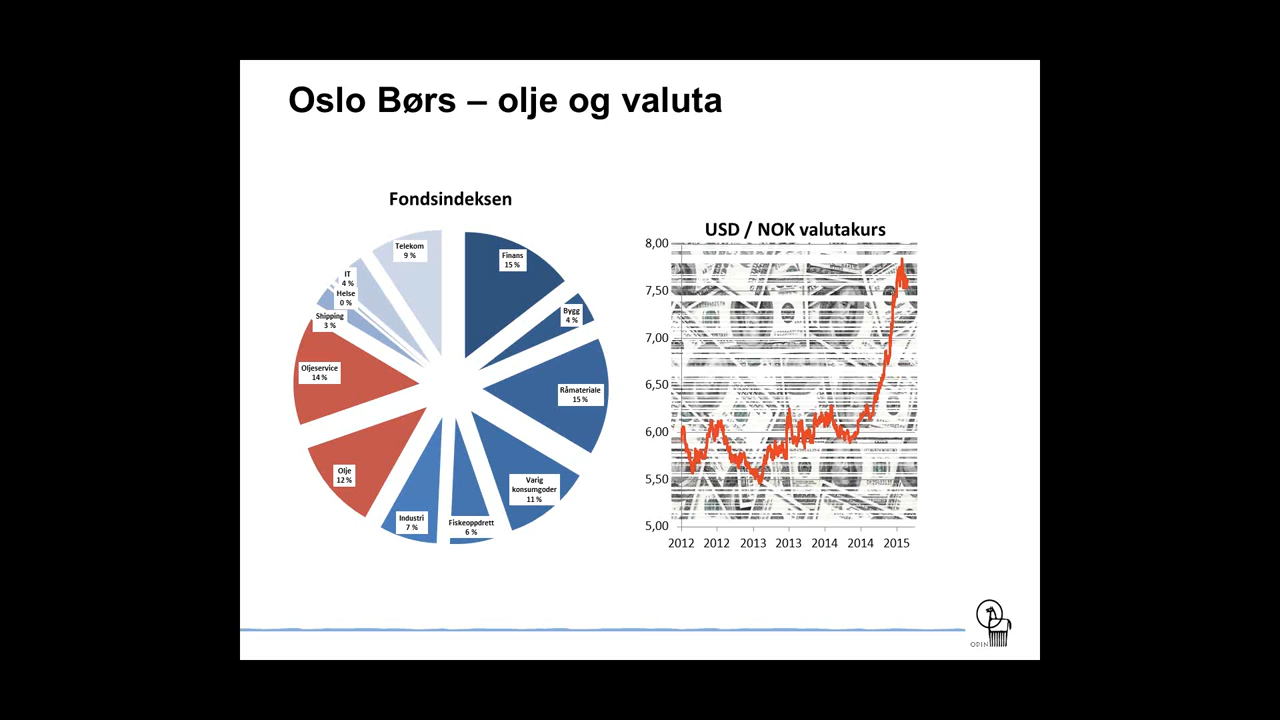 Oslo Børs – olje og valuta
Fondsindeksen
Telekom
9 %
Finans
15 %
IT
4 %
Helse
0 %
Bygg
4 %
Shipping
3 %
Oljeservice
14 %
Råmateriale
15 %
Olje
12 %
Varig
konsumgoder
11 %
Industri
7 %
Fiskeoppdrett
6 %
USD / NOK valutakurs
8,00
7,50
7,00
6,50
6,00
5,50
5,00
2012 2012 2013 2013 2014 2014 2015
ODIN